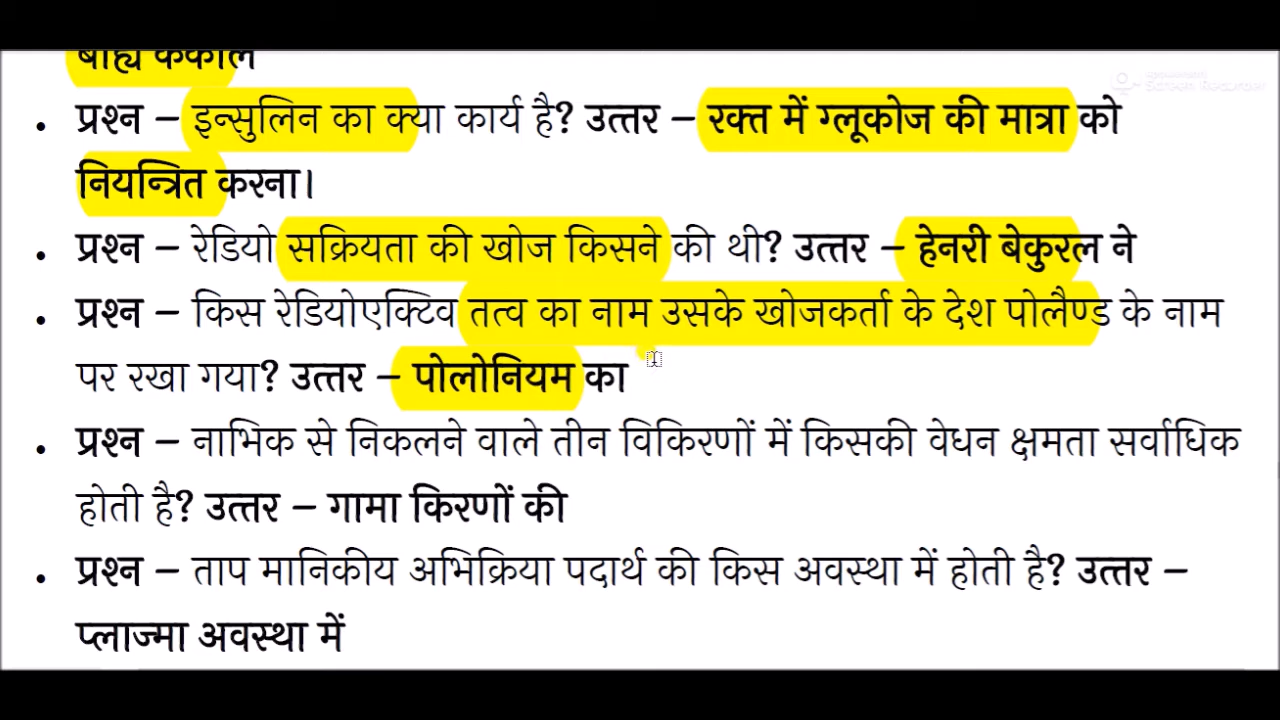 बाह्य कंकाल
प्रश्न – इन्सुलिन का क्या कार्य है? उत्तर – रक्त में ग्लूकोज की मात्रा को
नियन्त्रित करना।
प्रश्न – रेडियो सक्रियता की खोज किसने की थी? उत्तर – हेनरी बेकुरल ने
प्रश्न – किस रेडियोएक्टिव तत्व का नाम उसके खोजकर्ता के देश पोलैण्ड के नाम
पर रखा गया? उत्तर – पोलोनियम का
प्रश्न – नाभिक से निकलने वाले तीन विकिरणों में किसकी वेधन क्षमता सर्वाधिक
होती है? उत्तर – गामा किरणों की
प्रश्न – ताप मानिकीय अभिक्रिया पदार्थ की किस अवस्था में होती है? उत्तर –
प्लाज्मा अवस्था में
Screen Recorder